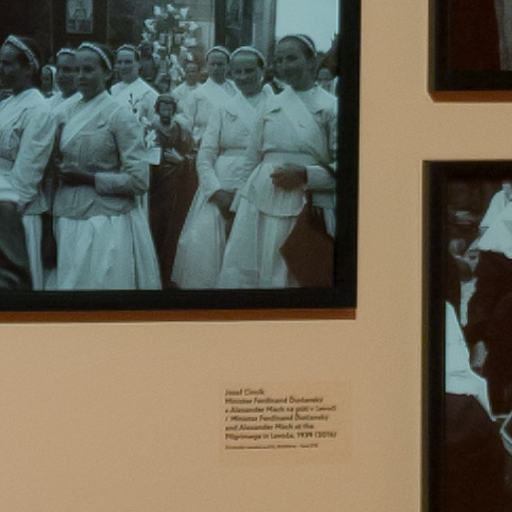 Jozef Cincík
Minister Ferdinand Ďurčanský
a Alexander Mach na púti v Levoči
/ Minister Ferdinand Ďurčanský
and Alexander Mach at the
Pilgrimage in Levoča, 1939 (2016)